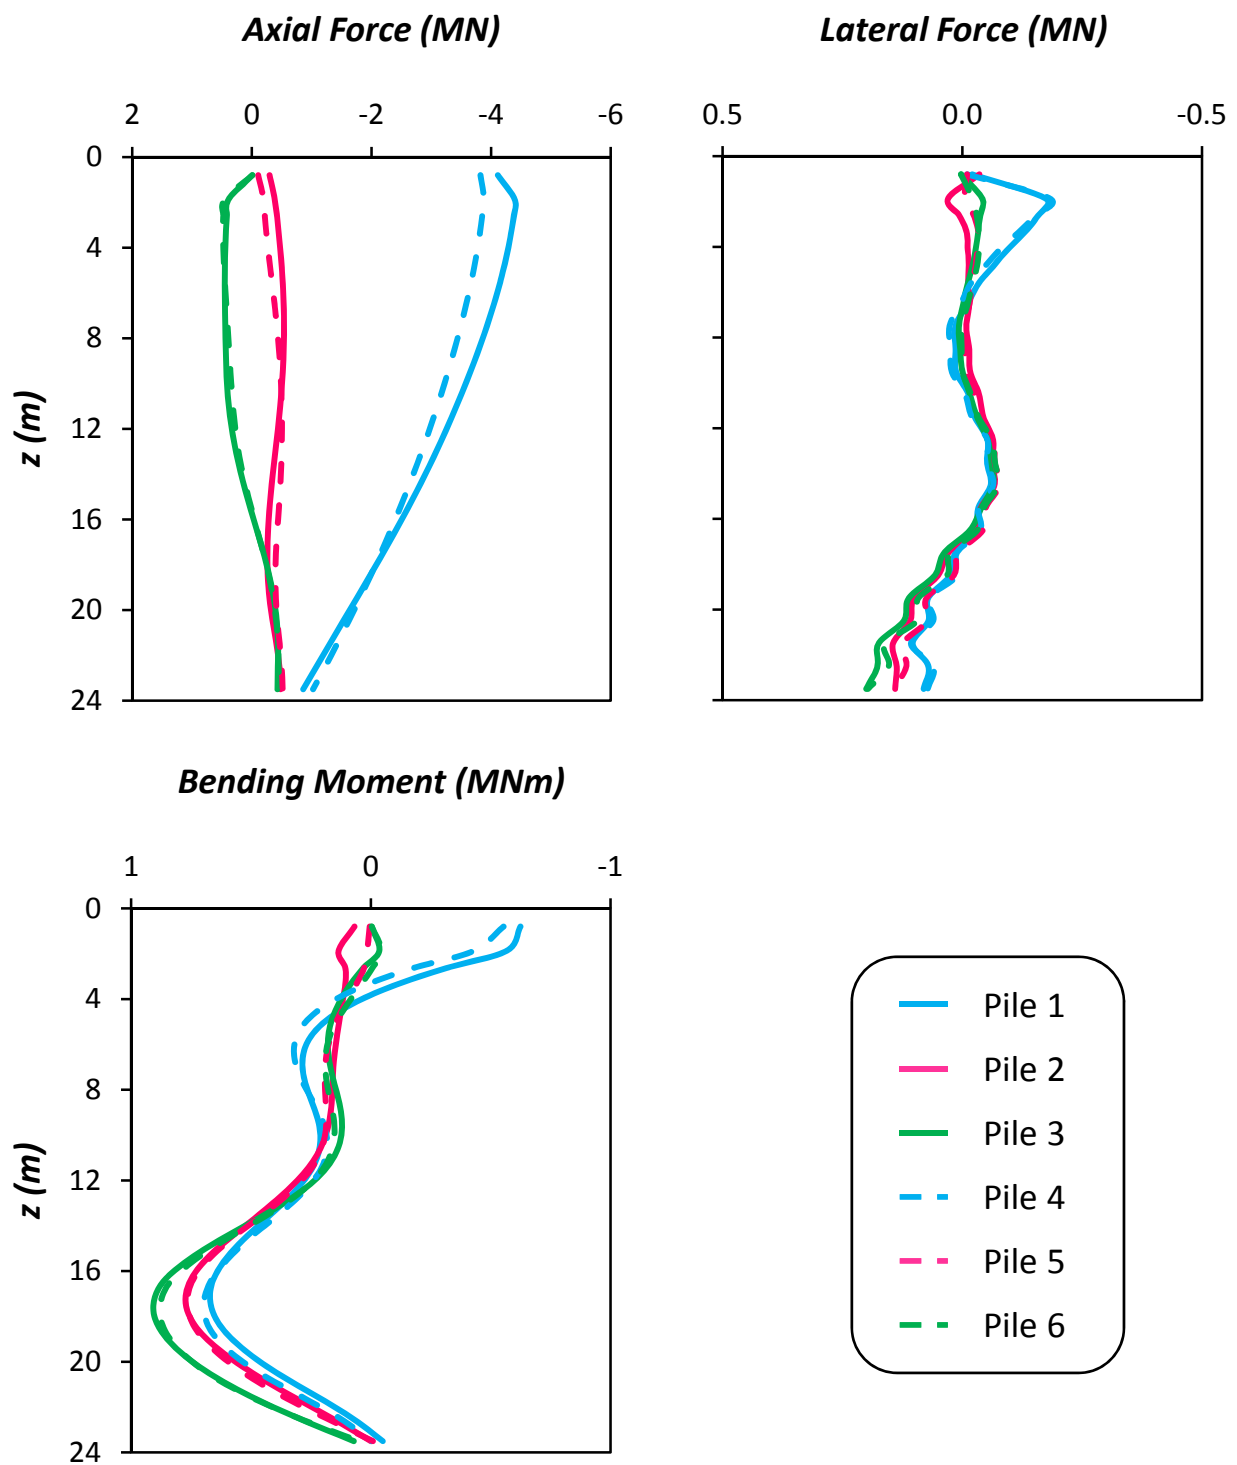 Axial Force (MN)
2 0 -2 -4 -6
0
4
8
12
16
20
24
z (m)
Lateral Force (MN)
0.5 0.0 -0.5
Bending Moment (MNm)
1 0 -1
0
4
8
12
16
20
24
z (m)
Pile 1
Pile 2
Pile 3
Pile 4
Pile 5
Pile 6